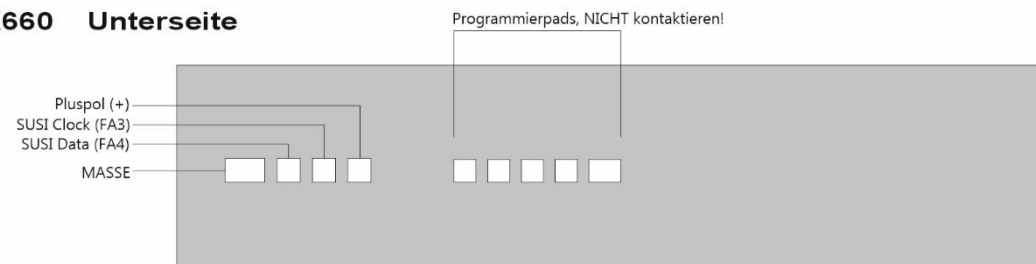 660 Unterseite
Programmierpads, NICHT kontaktieren!
Pluspol (+)
SUSI Clock (FA3)
SUSI Data (FA4)
MASSE